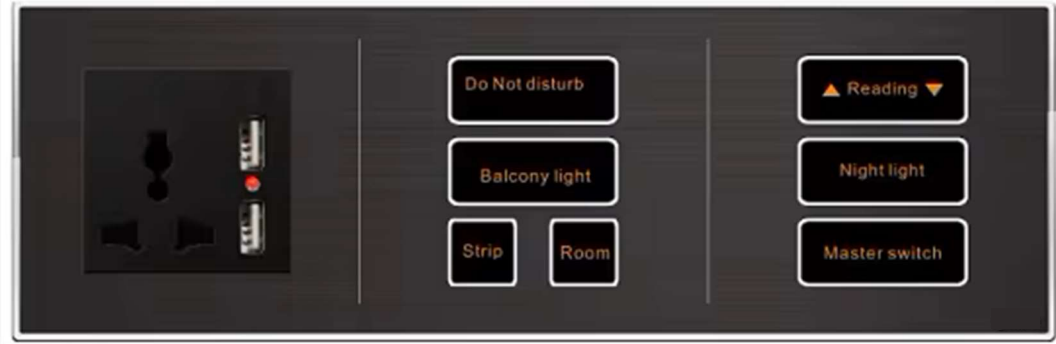 Do Not disturb
Balcony light
Strip
Room
▲ Reading ▼
Night light
Master switch